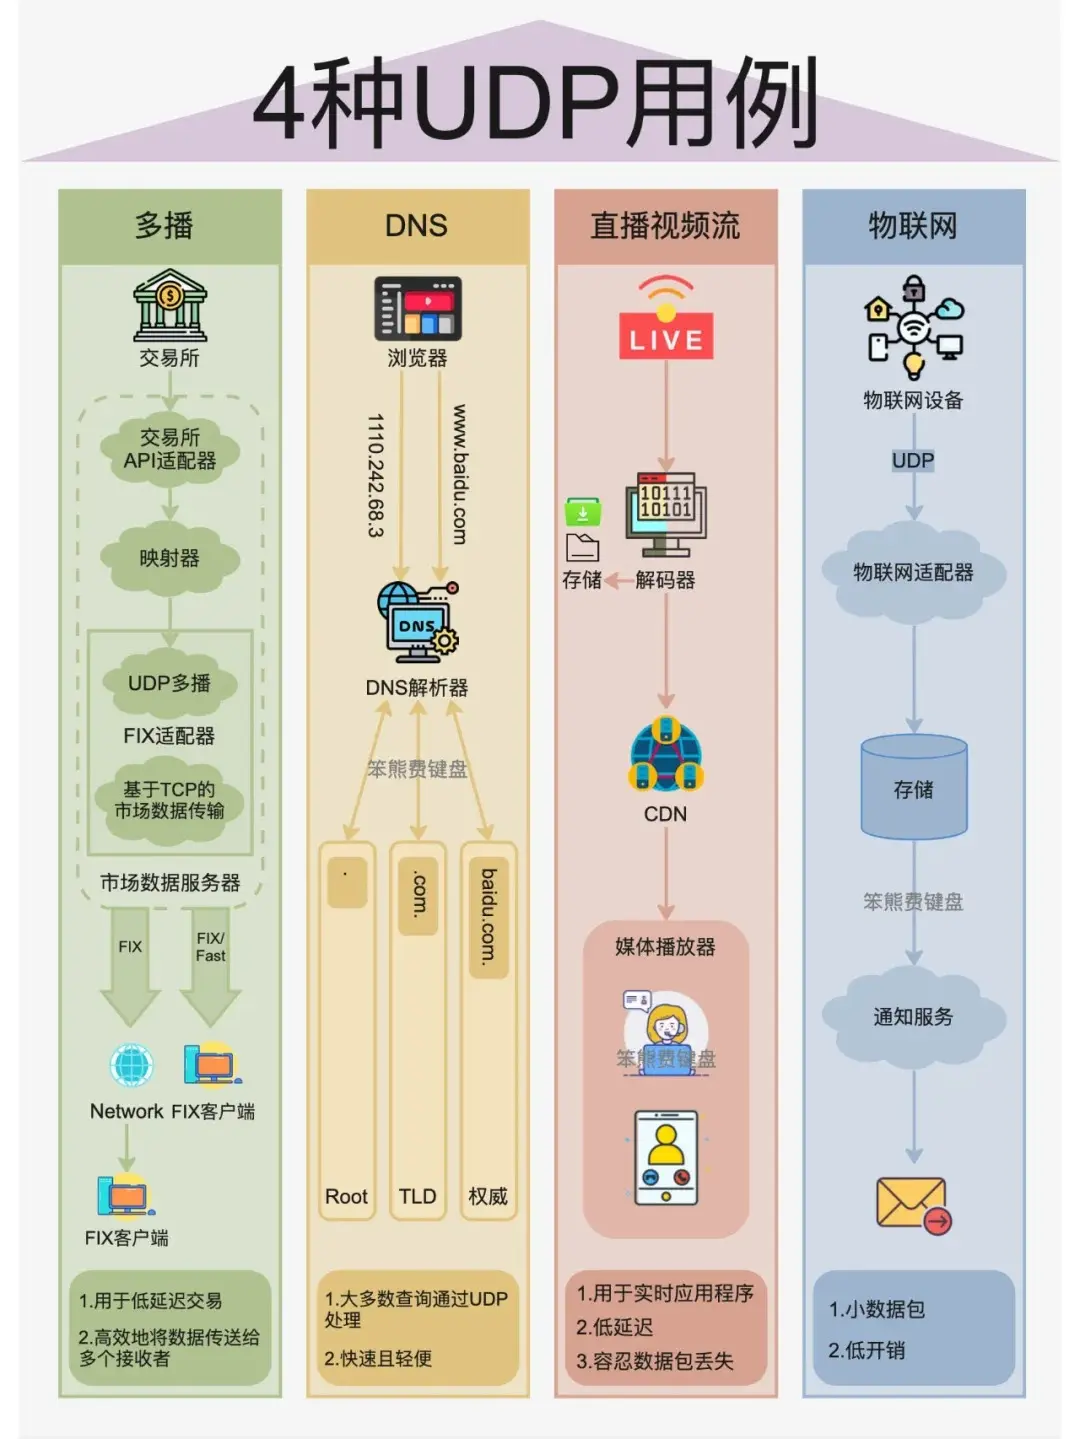 4种UDP用例
多播
交易所
交易所
API适配器
映射器
UDP多播
FIX适配器
基于TCP的
市场数据传输
市场数据服务器
FIX
FIX/
Fast
Network
FIX客户端
FIX客户端
1.用于低延迟交易
2.高效地将数据传送给
多个接收者
DNS
浏览器
1110.242.68.3
www.baidu.com
DNS
DNS解析器
笨熊费键盘
.
.com.
baidu.com.
Root
TLD
权威
1.大多数查询通过UDP
处理
2.快速且轻便
直播视频流
LIVE
10111
10101
存储
解码器
CDN
媒体播放器
笨熊费键盘
1.用于实时应用程序
2.低延迟
3.容忍数据包丢失
物联网
物联网设备
UDP
物联网适配器
存储
笨熊费键盘
通知服务
1.小数据包
2.低开销